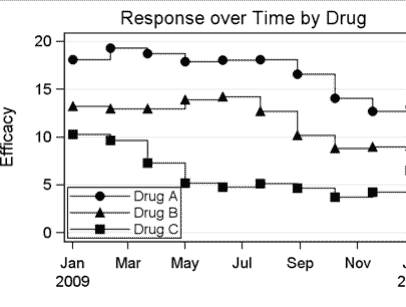 Response over Time by Drug
Efficacy
20
15
10
5
0
Drug A
Drug B
Drug C
Jan Mar May Jul Sep Nov
2009